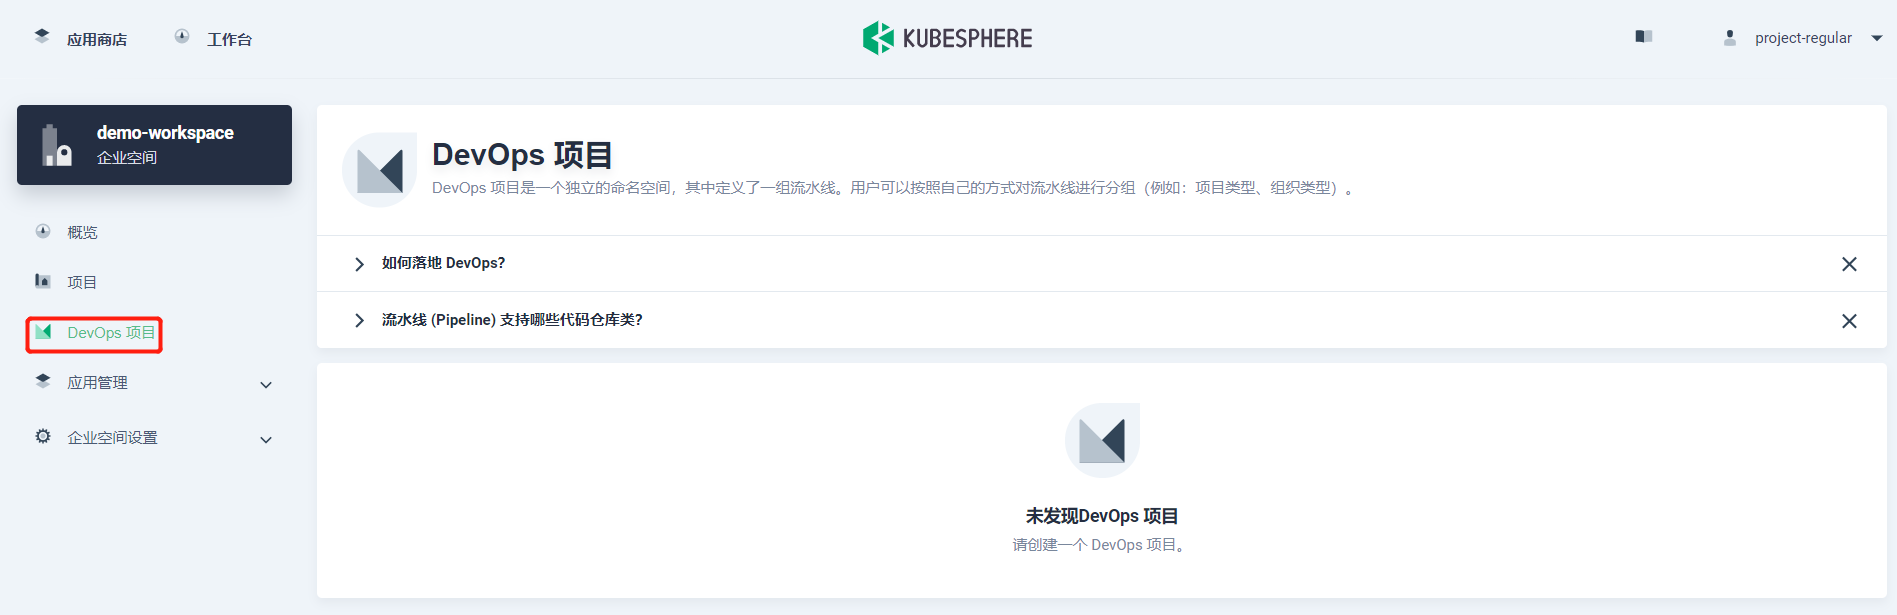 应用商店
工作台
KUBESPHERE
project-regular
demo-workspace
企业空间
概览
项目
DevOps 项目
应用管理
企业空间设置
DevOps 项目
DevOps 项目是一个独立的命名空间，其中定义了一组流水线。用户可以按照自己的方式对流水线进行分组（例如：项目类型、组织类型）。
如何落地 DevOps?
流水线 (Pipeline) 支持哪些代码仓库类?
未发现DevOps 项目
请创建一个 DevOps 项目。